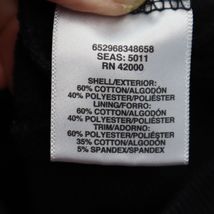 652968348658
SEAS: 5011
RN 42000
SHELL/EXTERIOR:
60% COTTON/ALGODÓN
40% POLYESTER/POLIÉSTER
LINING/FORRO:
60% COTTON/ALGODÓN
40% POLYESTER/POLIÉSTER
TRIM/ADORNO:
60% POLYESTER/POLIÉSTER
35% COTTON/ALGODÓN
5% SPANDEX/SPANDEX